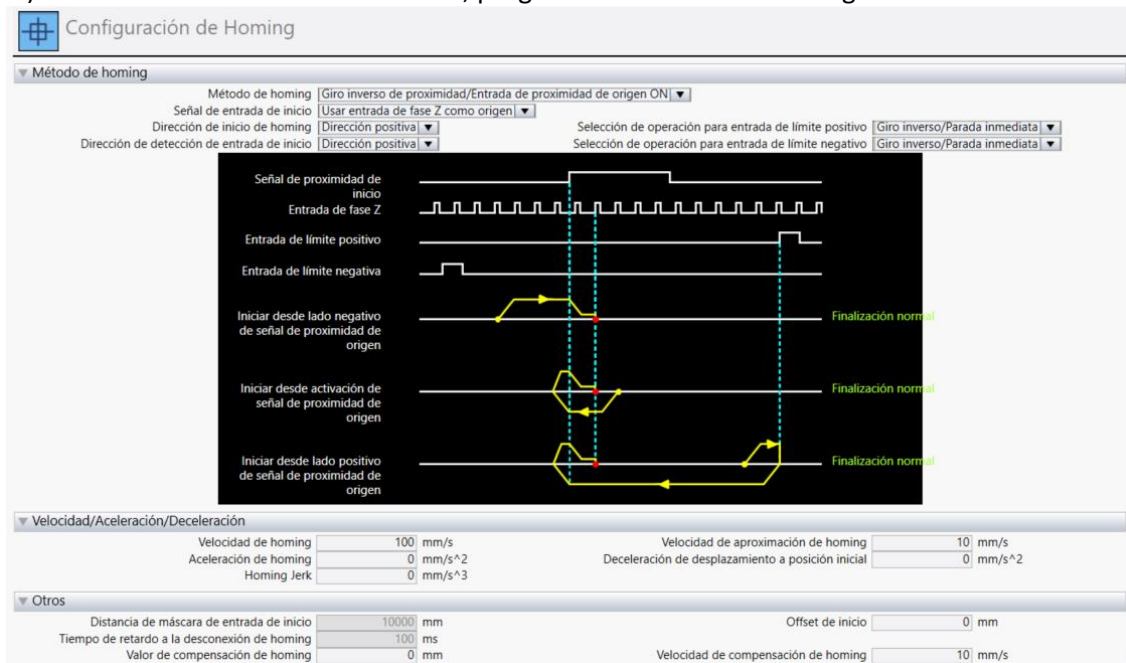 Configuración de Homing
Método de homing
Método de homing Giro inverso de proximidad/Entrada de proximidad de origen ON
Señal de entrada de inicio Usar entrada de fase Z como origen
Dirección de inicio de homing Dirección positiva Selección de operación para entrada de límite positivo Giro inverso/Parada inmediata
Dirección de detección de entrada de inicio Dirección positiva Selección de operación para entrada de límite negativo Giro inverso/Parada inmediata
Señal de proximidad de
inicio
Entrada de fase Z
Entrada de límite positivo
Entrada de límite negativa
Iniciar desde lado negativo Finalización normal
de señal de proximidad de
origen
Iniciar desde activación de Finalización normal
señal de proximidad de
origen
Iniciar desde lado positivo Finalización normal
de señal de proximidad de
origen
Velocidad/Aceleración/Deceleración
Velocidad de homing 100 mm/s Velocidad de aproximación de homing 10 mm/s
Aceleración de homing 0 mm/s^2 Deceleración de desplazamiento a posición inicial 0 mm/s^2
Homing Jerk 0 mm/s^3
Otros
Distancia de máscara de entrada de inicio 10000 mm Offset de inicio 0 mm
Tiempo de retardo a la desconexión de homing 100 ms
Valor de compensación de homing 0 mm Velocidad de compensación de homing 10 mm/s